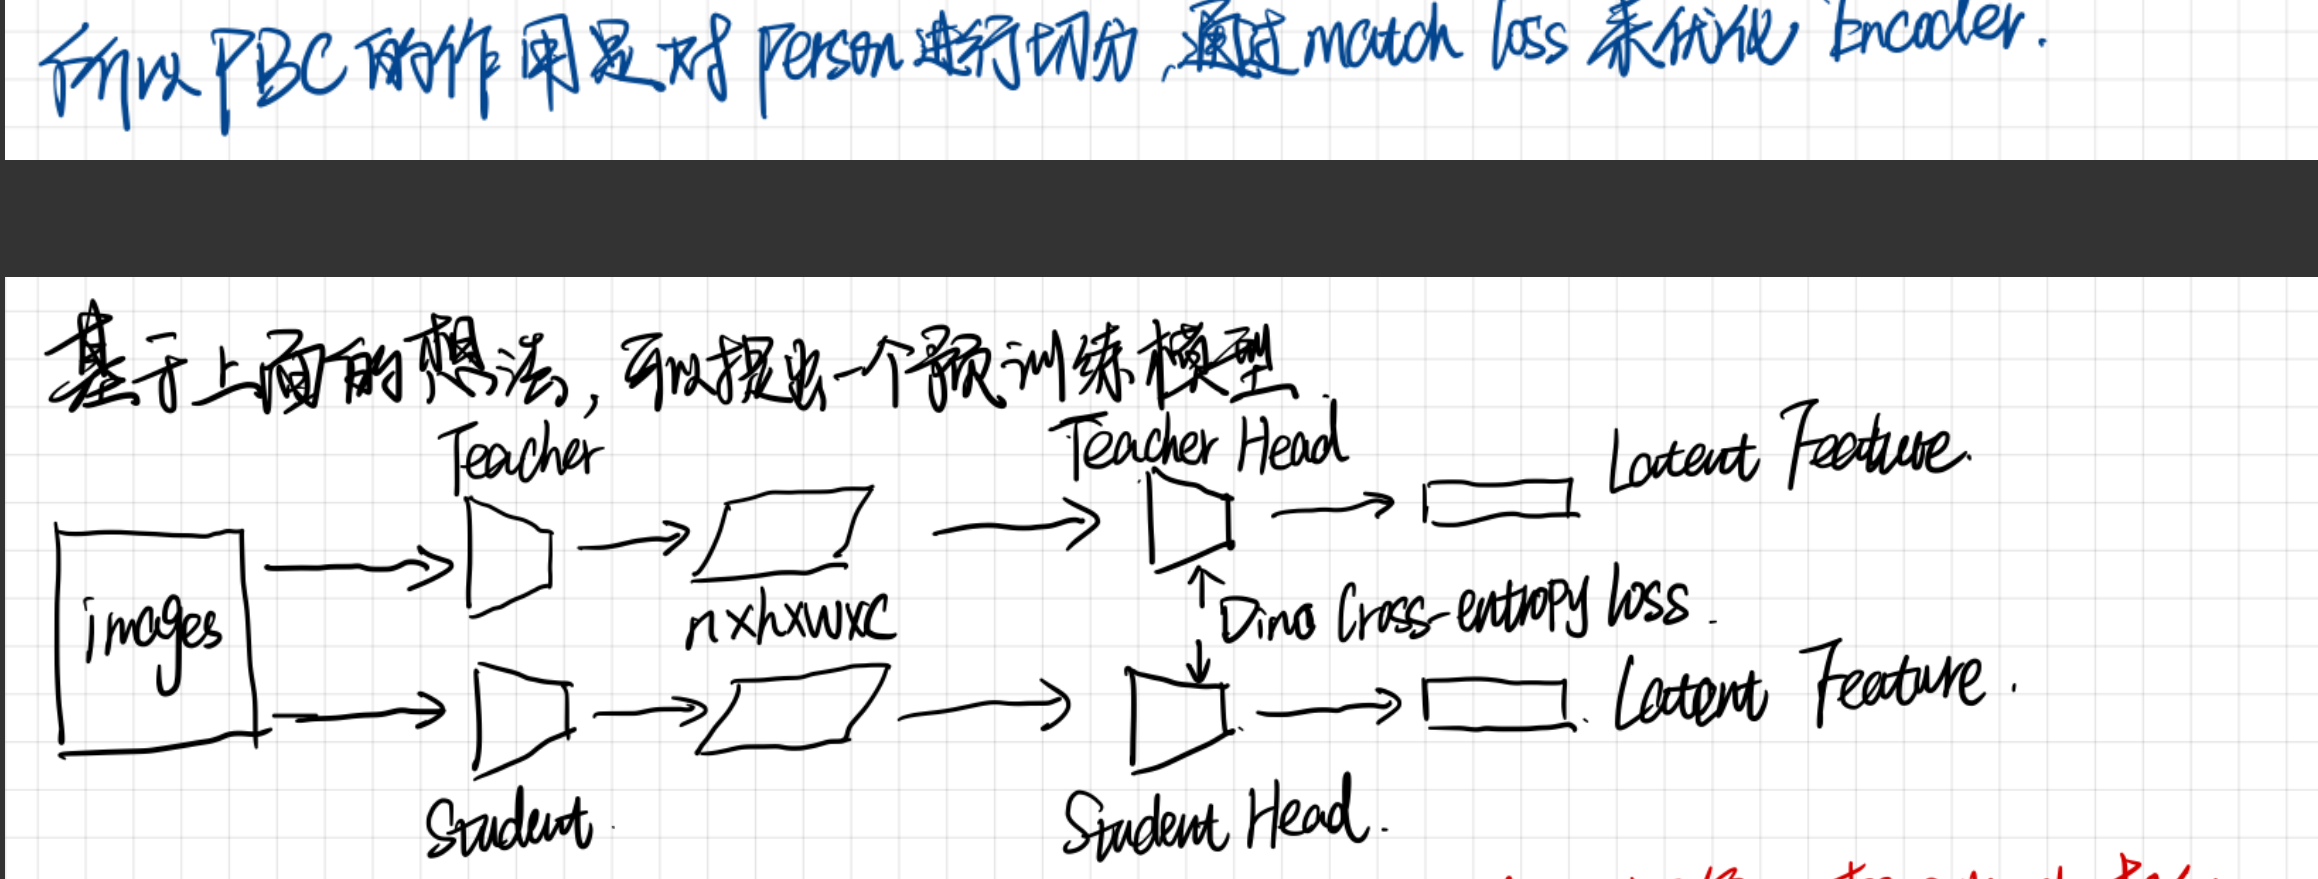 所以PBC的作用是对Person进行切分,通过match loss来优化Encoder.
基于上面的想法,可以提出一个预训练模型.
Teacher
Teacher Head
Latent Feature.
images
n×h×w×c
Dino Cross-entropy loss.
Latent Feature.
Student.
Student Head.